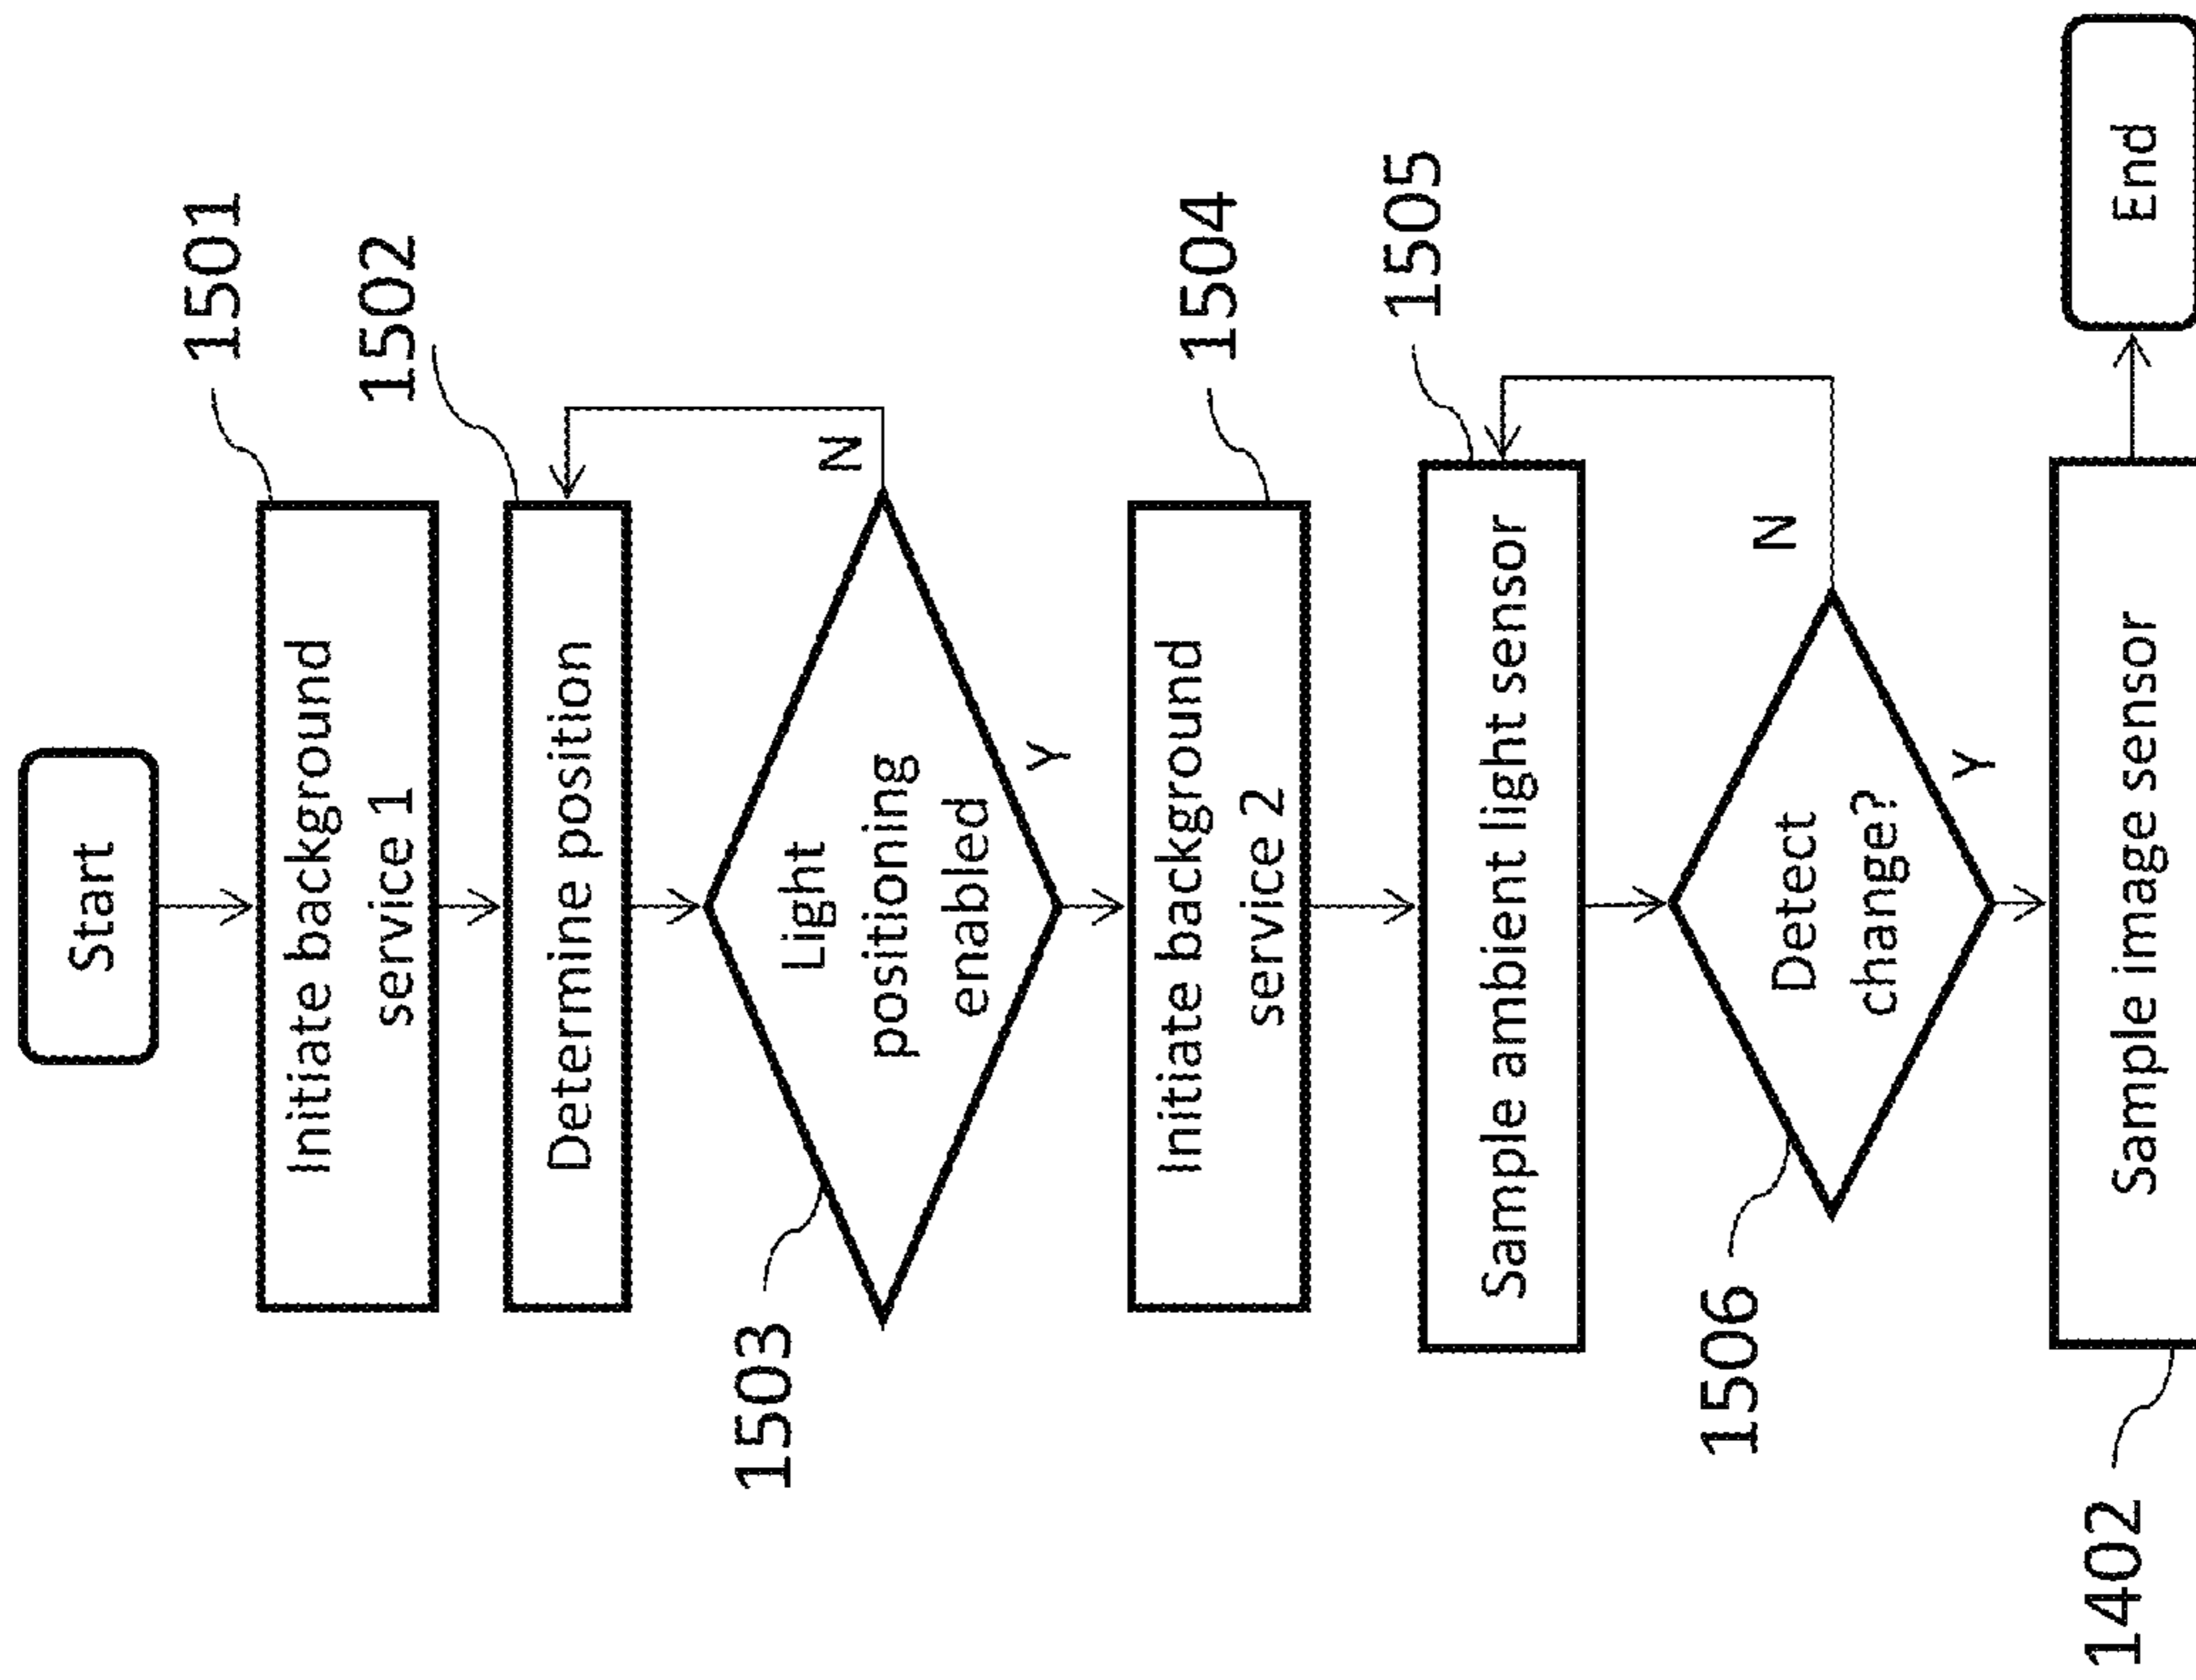 Start
1501
Initiate background
service 1
1502
Determine position
1503
Light
positioning
enabled
N
Y
1504
Initiate background
service 2
1505
Sample ambient light sensor
1506
Detect
change?
N
Y
1402
Sample image sensor
End